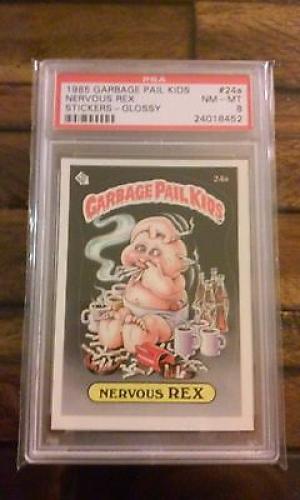 PSA
1985 GARBAGE PAIL KIDS #24a
NERVOUS REX NM-MT
STICKERS-GLOSSY 8
24018452
24a
GARBAGE PAIL KIDS
NERVOUS REX